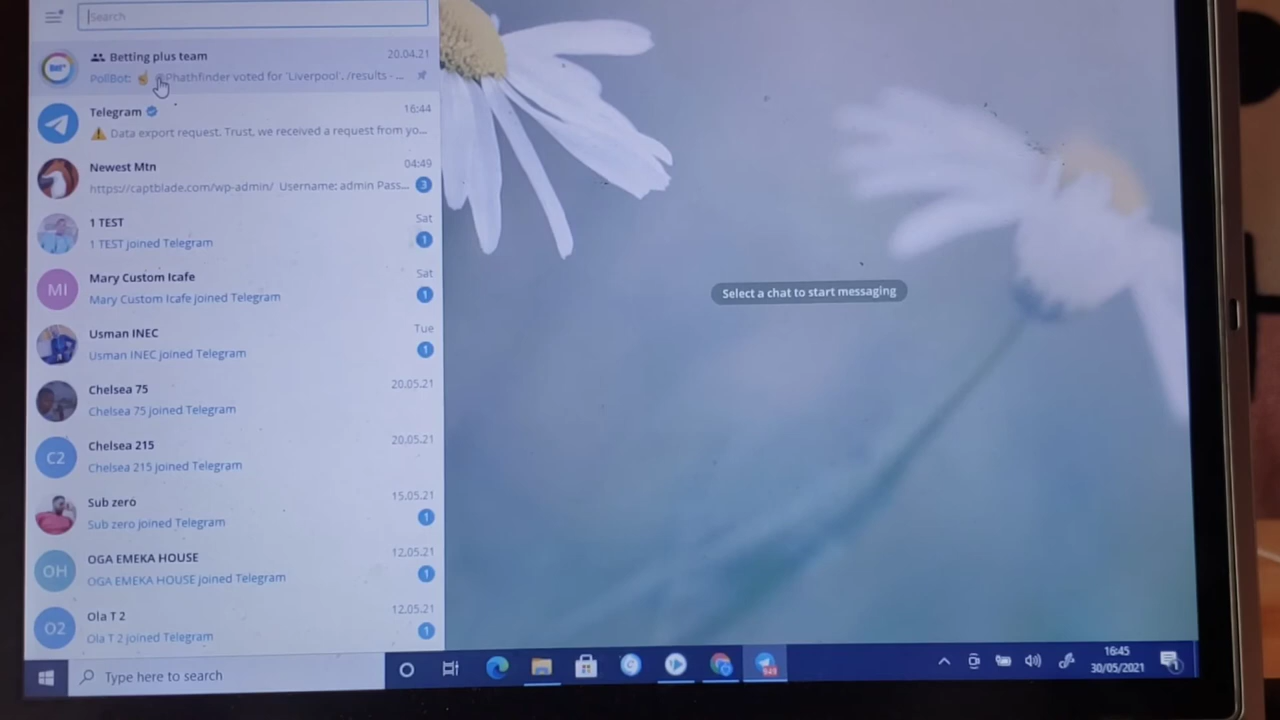 Search
Betting plus team
20.04.21
PollBot: ☝ @Phathfinder voted for 'Liverpool'. /results - ...
Telegram
16:44
⚠ Data export request. Trust, we received a request from yo...
Newest Mtn
04:49
https://captblade.com/wp-admin/ Username: admin Pass...
3
1 TEST
Sat
1 TEST joined Telegram
1
Mary Custom Icafe
Sat
MI
Mary Custom Icafe joined Telegram
1
Usman INEC
Tue
Usman INEC joined Telegram
1
Chelsea 75
20.05.21
Chelsea 75 joined Telegram
Chelsea 215
20.05.21
C2
Chelsea 215 joined Telegram
Sub zero
15.05.21
Sub zero joined Telegram
1
OGA EMEKA HOUSE
12.05.21
OH
OGA EMEKA HOUSE joined Telegram
1
Ola T 2
12.05.21
O2
Ola T 2 joined Telegram
1
Select a chat to start messaging
Type here to search
16:45
30/05/2021
1